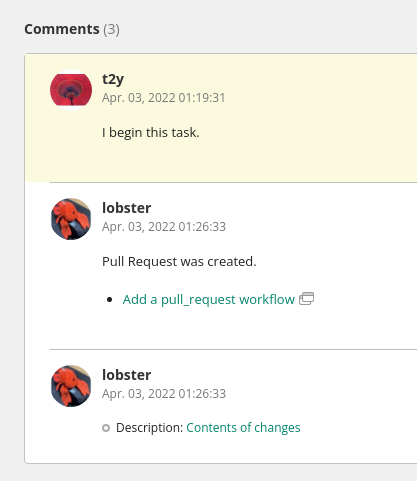 Comments (3)
t2y
Apr. 03, 2022 01:19:31
I begin this task.
lobster
Apr. 03, 2022 01:26:33
Pull Request was created.
Add a pull_request workflow
lobster
Apr. 03, 2022 01:26:33
Description: Contents of changes